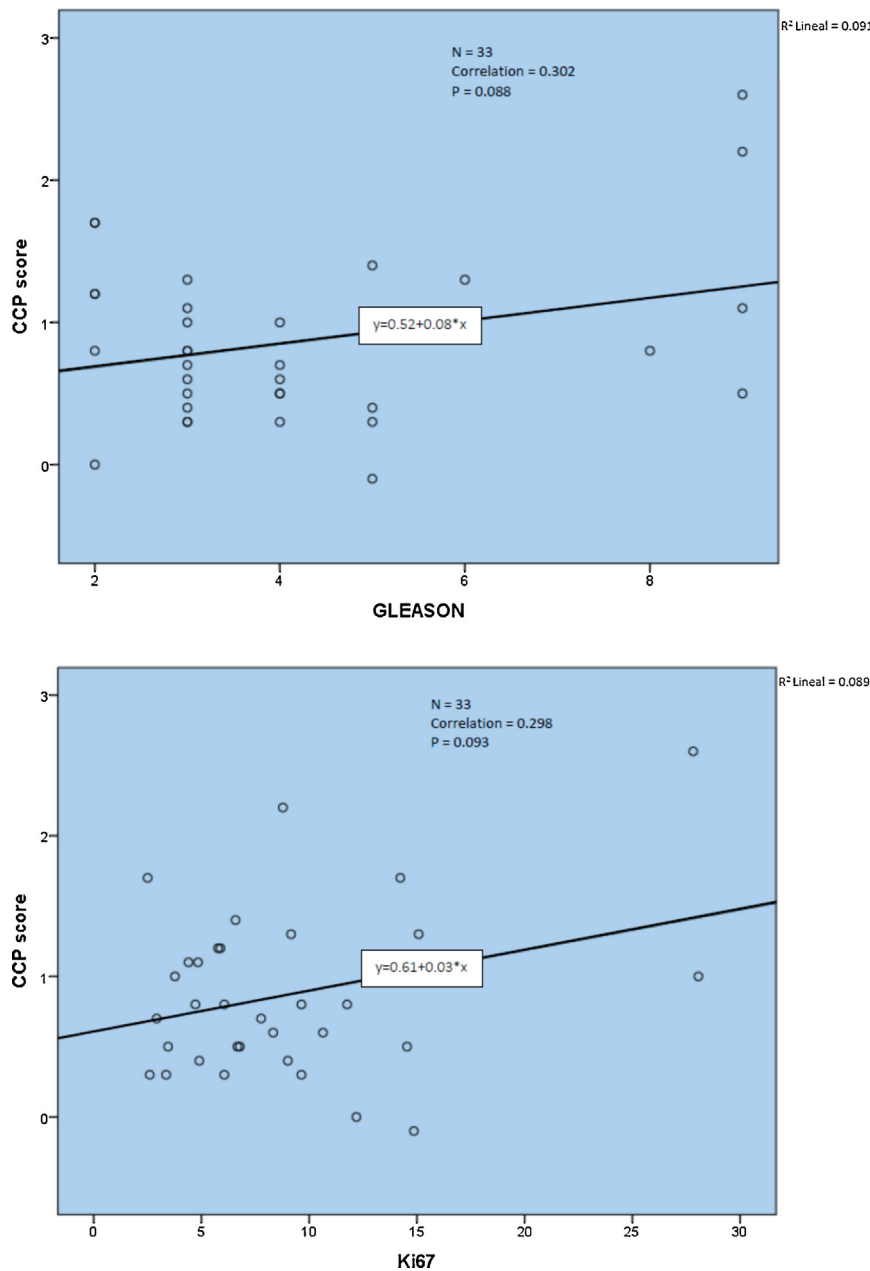 R² Lineal = 0.091
N = 33
Correlation = 0.302
P = 0.088
3
2
1
0
CCP score
y=0.52+0.08*x
2 4 6 8
GLEASON
R² Lineal = 0.089
N = 33
Correlation = 0.298
P = 0.093
3
2
1
0
CCP score
y=0.61+0.03*x
0 5 10 15 20 25 30
Ki67